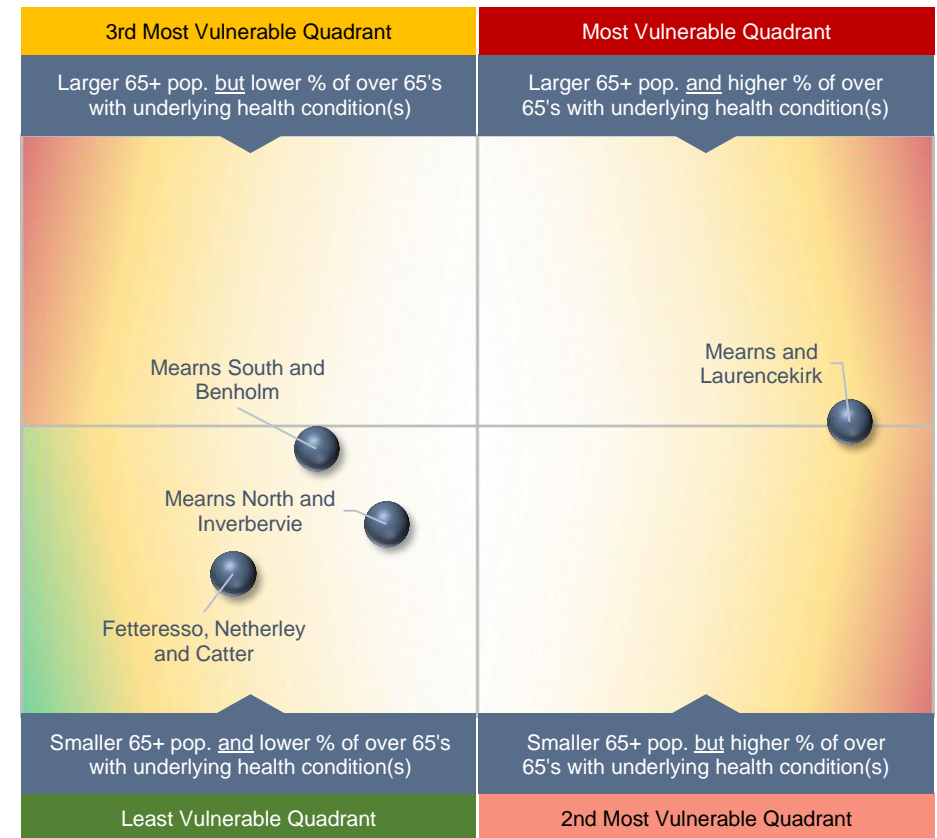 3rd Most Vulnerable Quadrant
Most Vulnerable Quadrant
Larger 65+ pop. but lower % of over 65's
with underlying health condition(s)
Larger 65+ pop. and higher % of over
65's with underlying health condition(s)
Mearns South and
Benholm
Mearns and
Laurencekirk
Mearns North and
Inverbervie
Fetteresso, Netherley
and Catter
Smaller 65+ pop. and lower % of over 65's
with underlying health condition(s)
Smaller 65+ pop. but higher % of over
65's with underlying health condition(s)
Least Vulnerable Quadrant
2nd Most Vulnerable Quadrant